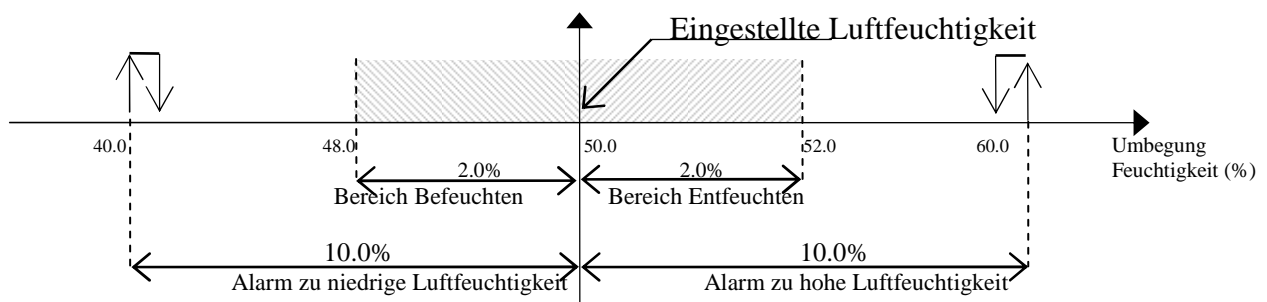 Eingestellte Luftfeuchtigkeit
40.0 48.0 50.0 52.0 60.0 Umbegung
Feuchtigkeit (%)
2.0% 2.0%
Bereich Befeuchten Bereich Entfeuchten
10.0% 10.0%
Alarm zu niedrige Luftfeuchtigkeit Alarm zu hohe Luftfeuchtigkeit